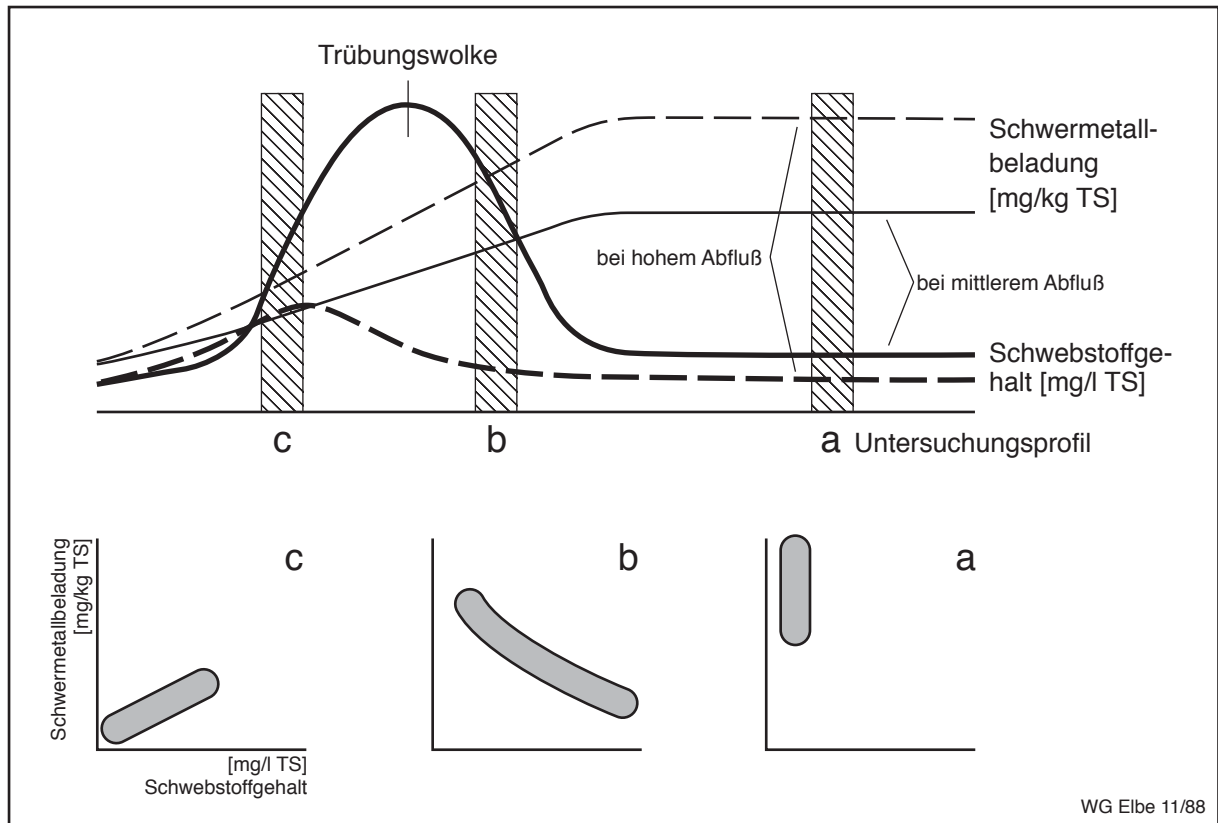 Trübungswolke
Schwermetall-
beladung
[mg/kg TS]
bei hohem Abfluß
bei mittlerem Abfluß
Schwebstoffge-
halt [mg/l TS]
c
b
a Untersuchungsprofil
Schwermetallbeladung
[mg/kg TS]
c
b
a
[mg/l TS]
Schwebstoffgehalt
WG Elbe 11/88